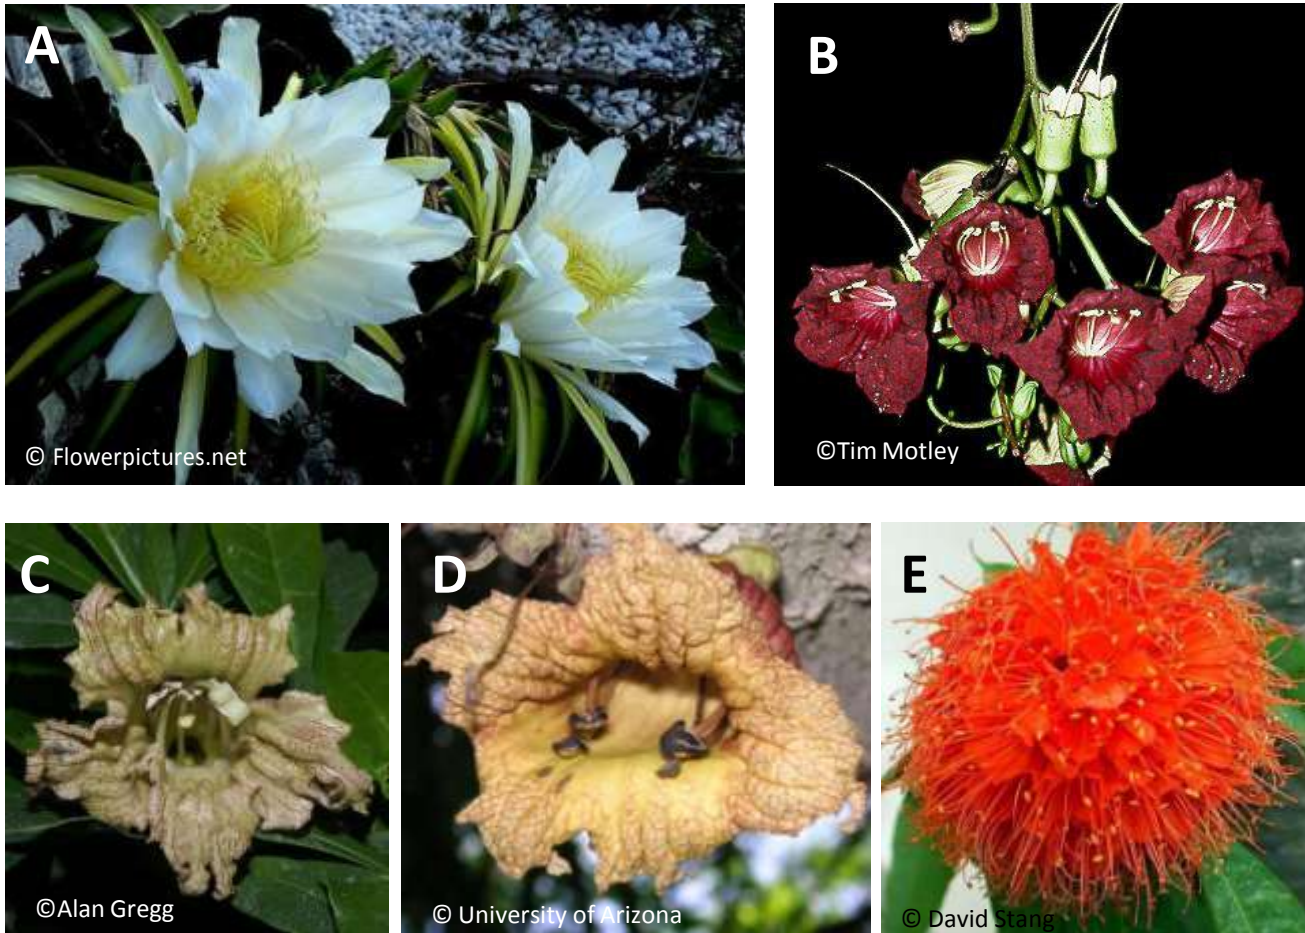 A
B
© Flowerpictures.net
©Tim Motley
C
D
E
©Alan Gregg
© University of Arizona
© David Stang